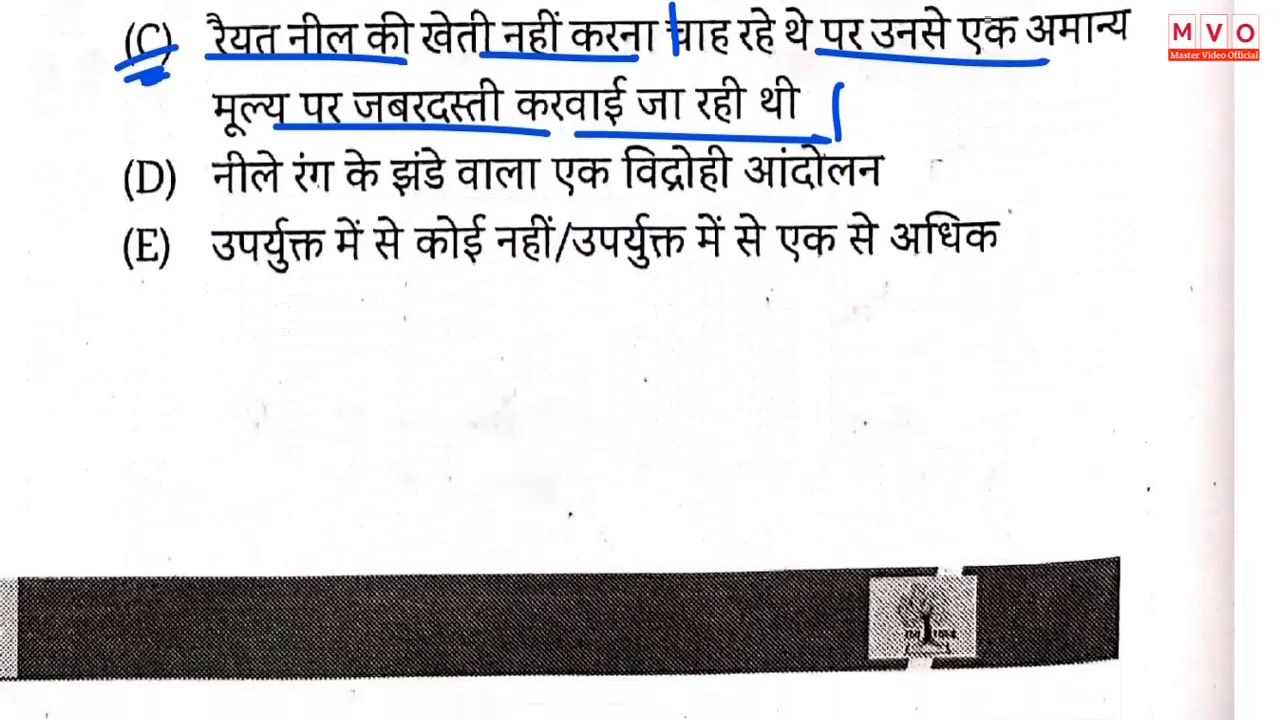 MVO
Master Video Official
(C) रैयत नील की खेती नहीं करना चाह रहे थे पर उनसे एक अमान्य
मूल्य पर जबरदस्ती करवाई जा रही थी
(D) नीले रंग के झंडे वाला एक विद्रोही आंदोलन
(E) उपर्युक्त में से कोई नहीं/उपर्युक्त में से एक से अधिक